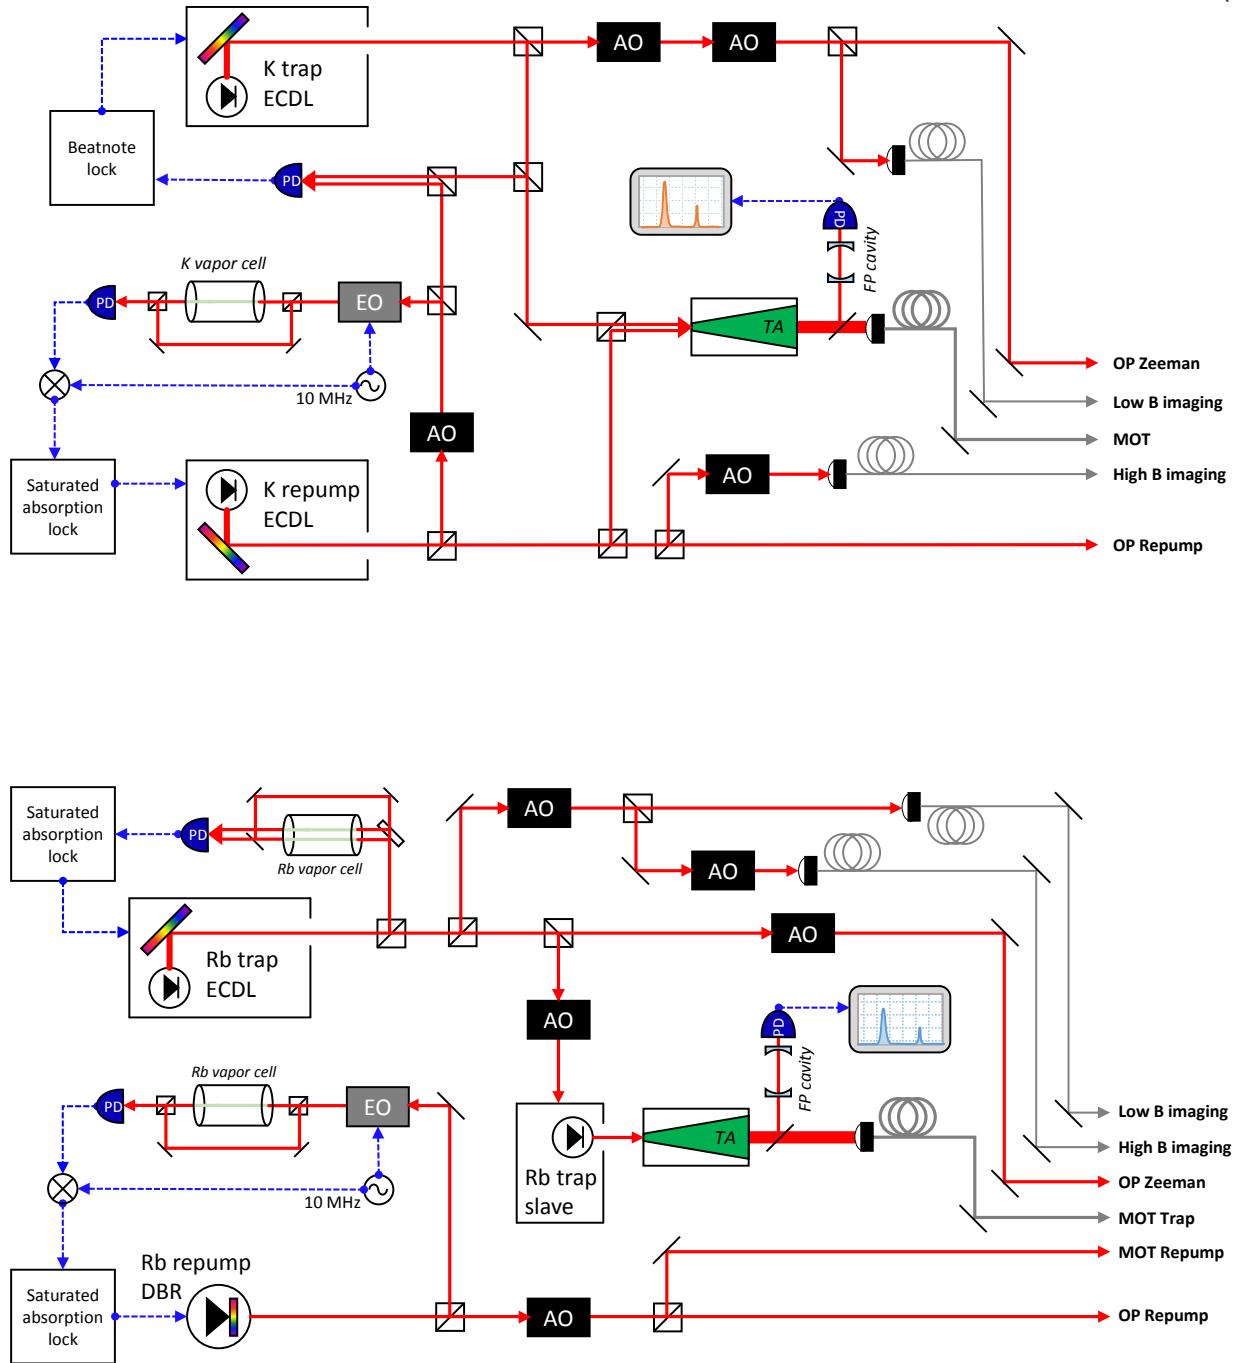 AO
AO
K trap
ECDL
Beatnote
lock
PD
PD
FP cavity
K vapor cell
PD
EO
TA
10 MHz
OP Zeeman
Low B imaging
MOT
AO
AO
High B imaging
Saturated
absorption
lock
K repump
ECDL
OP Repump
Saturated
absorption
lock
PD
Rb vapor cell
AO
AO
Rb trap
ECDL
AO
AO
PD
FP cavity
Rb vapor cell
PD
EO
TA
Rb trap
slave
10 MHz
Low B imaging
High B imaging
OP Zeeman
MOT Trap
MOT Repump
Rb repump
DBR
Saturated
absorption
lock
AO
OP Repump